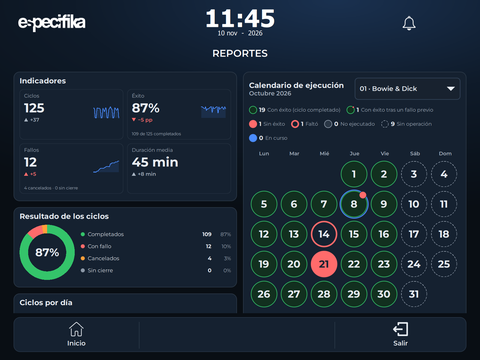 e-specifika
11:45
10 nov - 2026
REPORTES
Indicadores
Ciclos
125
▲ +37
Éxito
87%
▼ -5 pp
109 de 125 completados
Fallos
12
▲ +5
4 cancelados · 0 sin cierre
Duración media
45 min
▲ +8 min
Resultado de los ciclos
87%
Completados 109 87%
Con fallo 12 10%
Cancelados 4 3%
Sin cierre 0 0%
Ciclos por día
Calendario de ejecución
Octubre 2026
01 · Bowie & Dick
19 Con éxito (ciclo completado) 1 Con éxito tras un fallo previo
1 Sin éxito 1 Faltó 0 No ejecutado 9 Sin operación
0 En curso
Lun Mar Mié Jue Vie Sáb Dom
1 2 3 4
5 6 7 8 9 10 11
12 13 14 15 16 17 18
19 20 21 22 23 24 25
26 27 28 29 30 31
Inicio
Salir